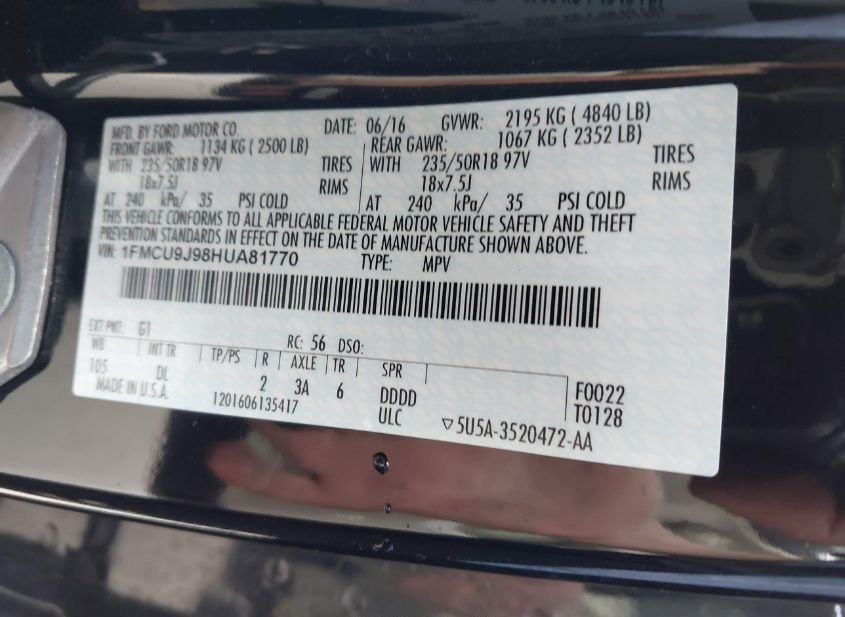 MFD. BY FORD MOTOR CO. DATE: 06/16 GVWR: 2195 KG ( 4840 LB)
FRONT GAWR: 1134 KG ( 2500 LB) REAR GAWR: 1067 KG ( 2352 LB)
WITH 235/50R18 97V TIRES WITH 235/50R18 97V TIRES
18x7.5J RIMS 18x7.5J RIMS
AT 240 kPa/ 35 PSI COLD AT 240 kPa/ 35 PSI COLD
THIS VEHICLE CONFORMS TO ALL APPLICABLE FEDERAL MOTOR VEHICLE SAFETY AND THEFT
PREVENTION STANDARDS IN EFFECT ON THE DATE OF MANUFACTURE SHOWN ABOVE.
VIN: 1FMCU9J98HUA81770 TYPE: MPV
EXT PNT: G1 RC: 56 DSO:
WB INT TR TP/PS R AXLE TR SPR
105 DL 2 3A 6 DDDD F0022
MADE IN U.S.A. 1201606135417 ULC T0128
▽5U5A-3520472-AA